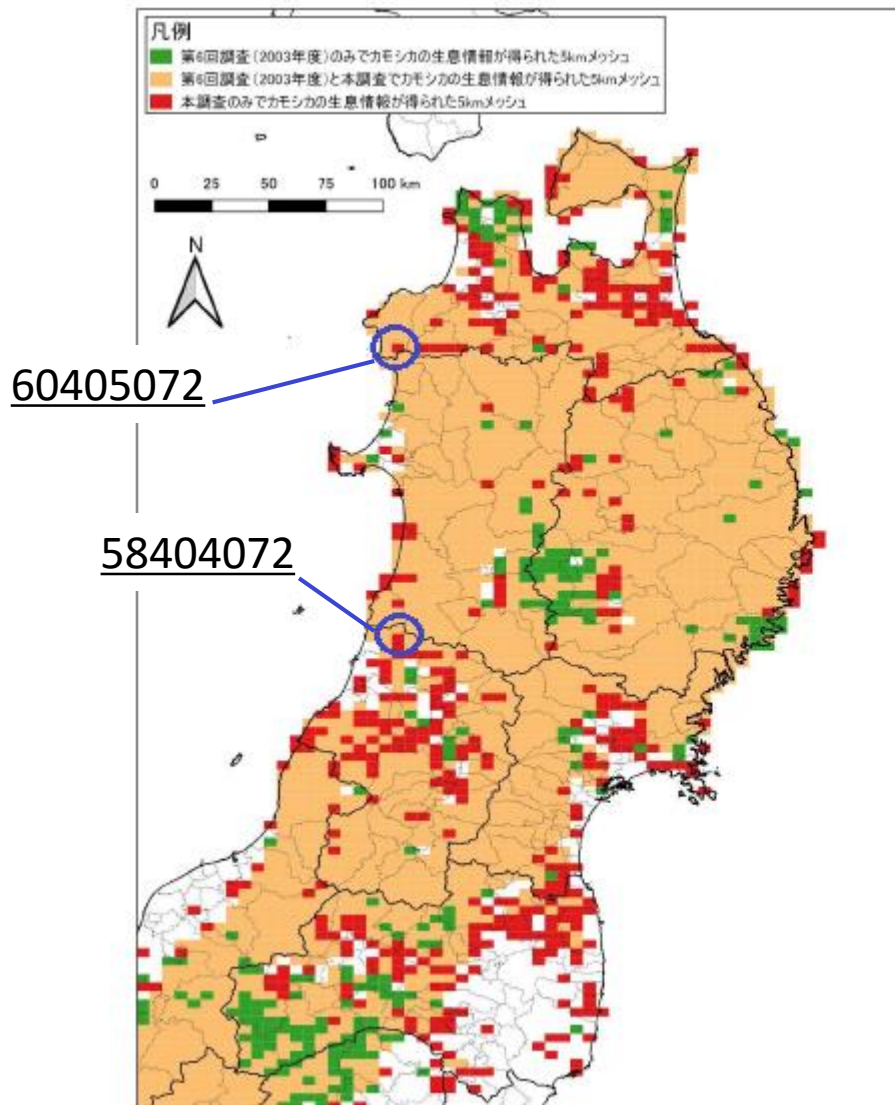 凡例
第6回調査(2003年度)のみでカモシカの生息情報が得られた5kmメッシュ
第6回調査(2003年度)と本調査でカモシカの生息情報が得られた5kmメッシュ
本調査のみでカモシカの生息情報が得られた5kmメッシュ
0 25 50 75 100 km
N
60405072
58404072